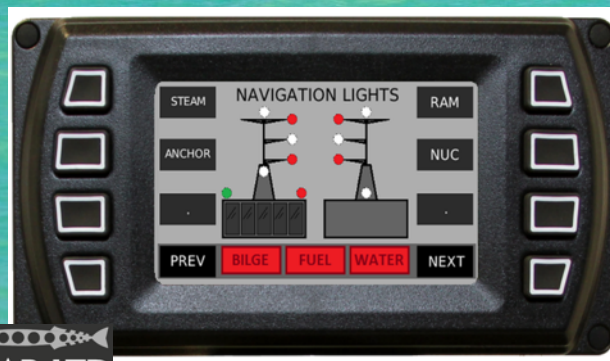 NAVIGATION LIGHTS
STEAM
RAM
ANCHOR
NUC
.
.
PREV
BILGE
FUEL
WATER
NEXT